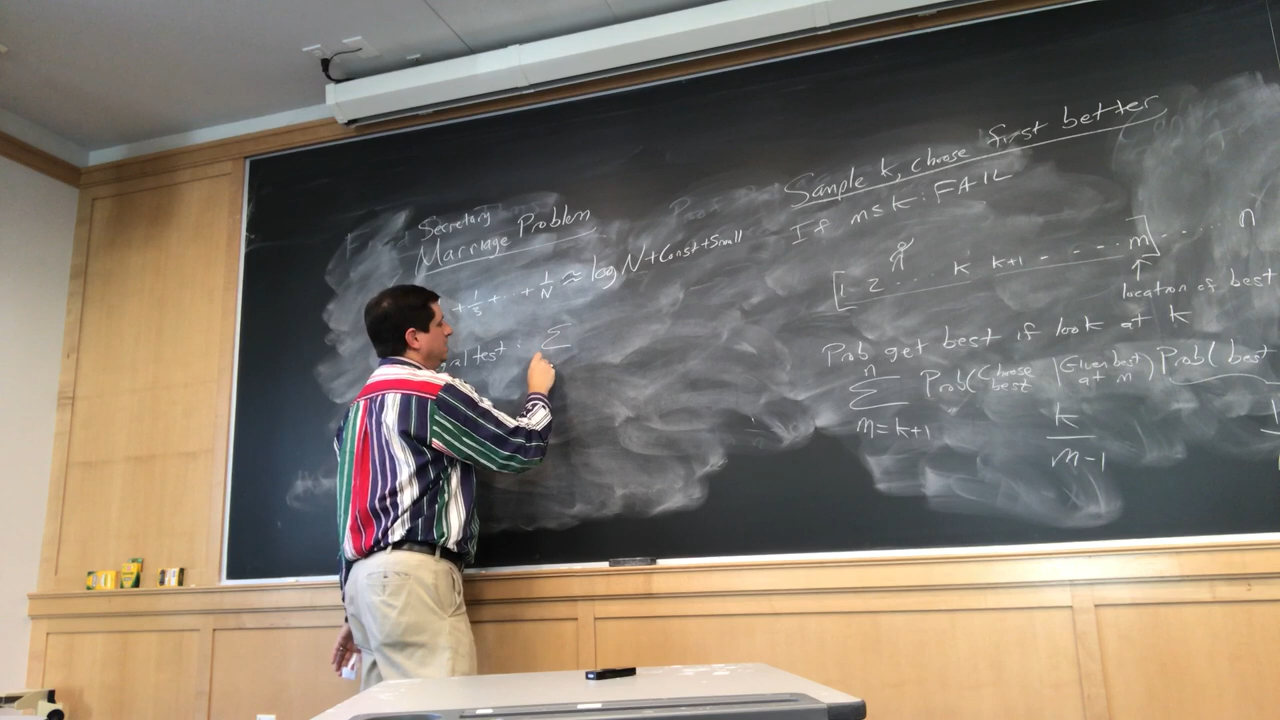 Secretary
Marriage Problem
+ 1/3 + .. + 1/N ≈ log N + Const + Small
test :
Σ
Sample k, choose first better
If m ≤ k : FAIL
[1 2 ... k k+1 - - - - - m] . . . . n
↑
location of best
Prob get best if look at k
n
Σ Prob(Choose best | Given best at m) Prob( best
m = k+1
k
m-1